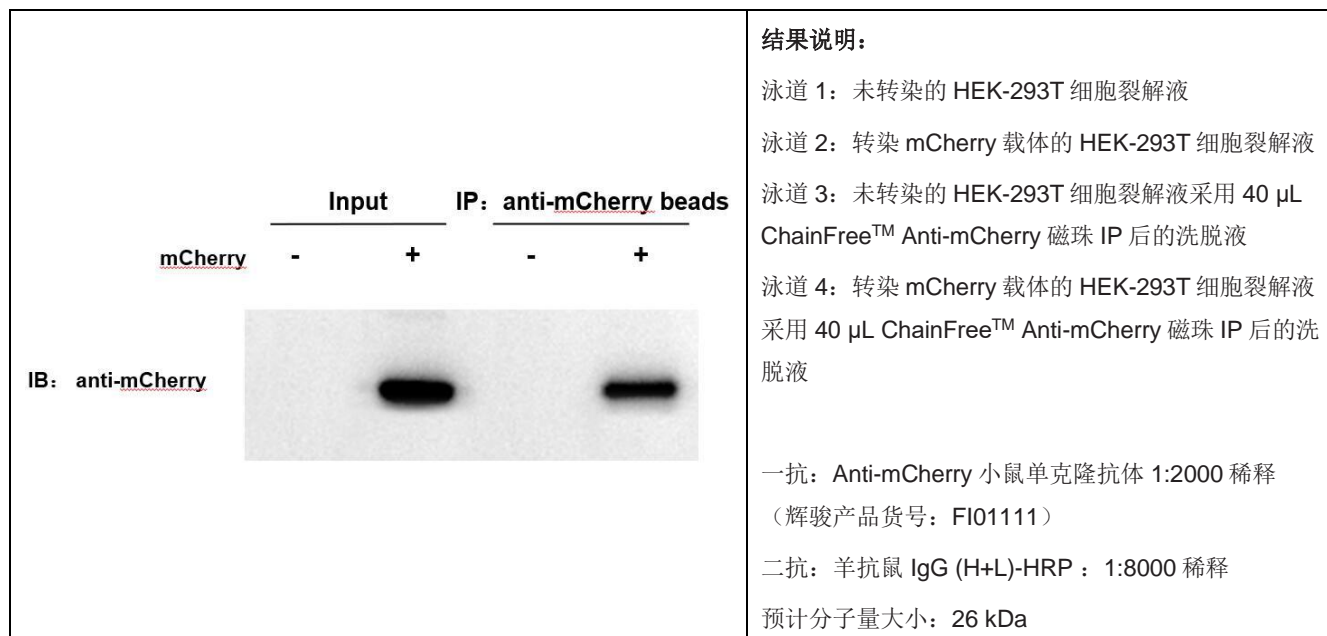 Input IP：anti-mCherry beads
mCherry - + - +
IB： anti-mCherry
结果说明：
泳道 1：未转染的 HEK-293T 细胞裂解液
泳道 2：转染 mCherry 载体的 HEK-293T 细胞裂解液
泳道 3：未转染的 HEK-293T 细胞裂解液采用 40 µL
ChainFree™ Anti-mCherry 磁珠 IP 后的洗脱液
泳道 4：转染 mCherry 载体的 HEK-293T 细胞裂解液
采用 40 µL ChainFree™ Anti-mCherry 磁珠 IP 后的洗
脱液
一抗：Anti-mCherry 小鼠单克隆抗体 1:2000 稀释
（辉骏产品货号：FI01111）
二抗：羊抗鼠 IgG (H+L)-HRP ：1:8000 稀释
预计分子量大小：26 kDa